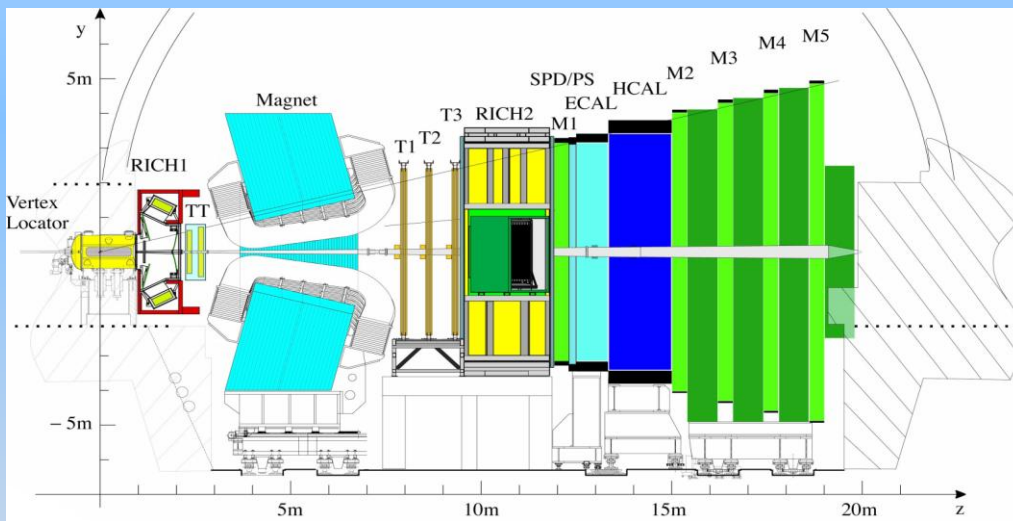 y
5m
Magnet
RICH1
Vertex
Locator
TT
T1
T2
T3
RICH2
M1
SPD/PS
ECAL
HCAL
M2
M3
M4
M5
− 5m
5m
10m
15m
20m
z